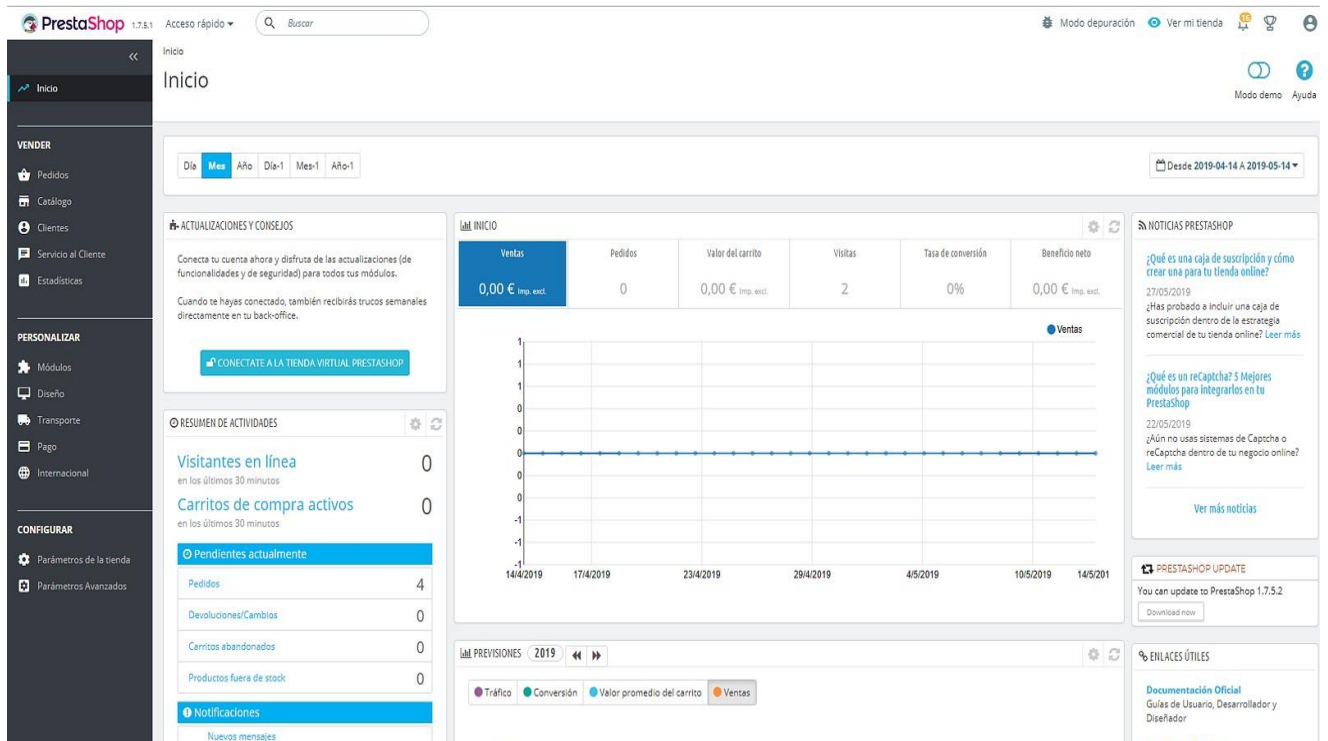 PrestaShop 1.7.5.1 Acceso rápido Buscar Modo depuración Ver mi tienda 16
Inicio
Inicio
Modo demo Ayuda
Inicio
VENDER
Pedidos
Catálogo
Clientes
Servicio al Cliente
Estadísticas
PERSONALIZAR
Módulos
Diseño
Transporte
Pago
Internacional
CONFIGURAR
Parámetros de la tienda
Parámetros Avanzados
Día Mes Año Día-1 Mes-1 Año-1
Desde 2019-04-14 A 2019-05-14
ACTUALIZACIONES Y CONSEJOS
Conecta tu cuenta ahora y disfruta de las actualizaciones (de
funcionalidades y de seguridad) para todos tus módulos.
Cuando te hayas conectado, también recibirás trucos semanales
directamente en tu back-office.
CONECTATE A LA TIENDA VIRTUAL PRESTASHOP
RESUMEN DE ACTIVIDADES
Visitantes en línea 0
en los últimos 30 minutos
Carritos de compra activos 0
en los últimos 30 minutos
Pendientes actualmente
Pedidos 4
Devoluciones/Cambios 0
Carritos abandonados 0
Productos fuera de stock 0
Notificaciones
Nuevos mensajes
INICIO
Ventas Pedidos Valor del carrito Visitas Tasa de conversión Beneficio neto
0,00 € Imp. excl. 0 0,00 € Imp. excl. 2 0% 0,00 € Imp. excl.
Ventas
1
1
1
0
0
0
0
0
-1
-1
-1
14/4/2019 17/4/2019 23/4/2019 29/4/2019 4/5/2019 10/5/2019 14/5/201
PREVISIONES 2019
Tráfico Conversión Valor promedio del carrito Ventas
NOTICIAS PRESTASHOP
¿Qué es una caja de suscripción y cómo
crear una para tu tienda online?
27/05/2019
¿Has probado a incluir una caja de
suscripción dentro de la estrategia
comercial de tu tienda online? Leer más
¿Qué es un reCaptcha? 5 Mejores
módulos para integrarlos en tu
PrestaShop
22/05/2019
¿Aún no usas sistemas de Captcha o
reCaptcha dentro de tu negocio online?
Leer más
Ver más noticias
PRESTASHOP UPDATE
You can update to PrestaShop 1.7.5.2
Download now
ENLACES ÚTILES
Documentación Oficial
Guías de Usuario, Desarrollador y
Diseñador